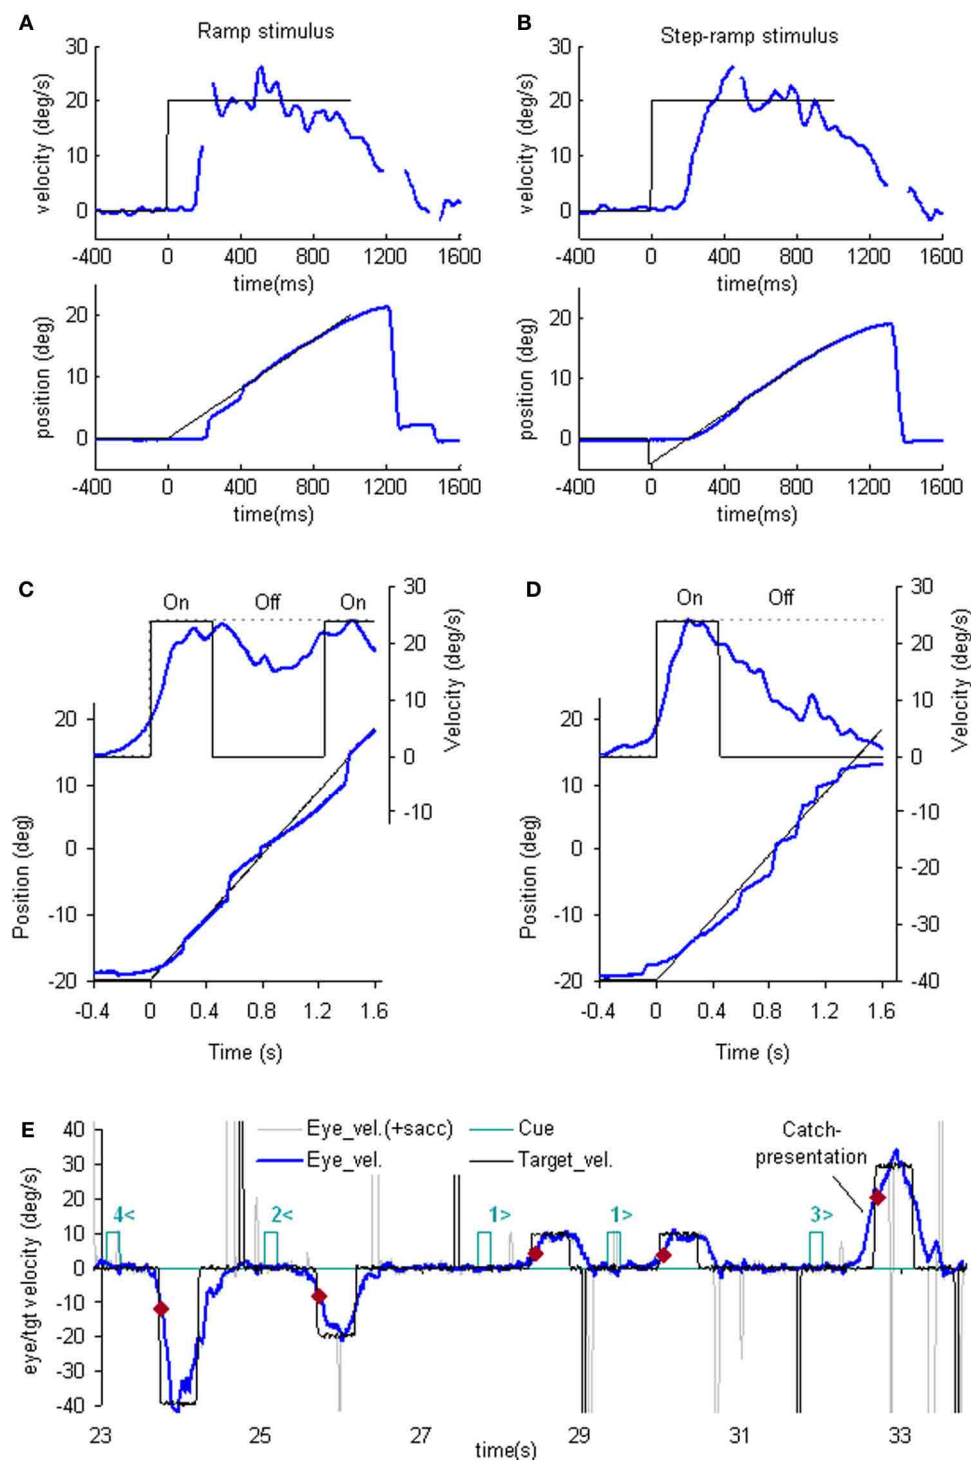 A
Ramp stimulus
velocity (deg/s)
30
20
10
0
-400 0 400 800 1200 1600
time(ms)
position (deg)
20
10
0
-400 0 400 800 1200 1600
time(ms)
B
Step-ramp stimulus
velocity (deg/s)
30
20
10
0
-400 0 400 800 1200 1600
time(ms)
position (deg)
20
10
0
-400 0 400 800 1200 1600
time(ms)
C
On Off On
30
20
10
0
-10
Velocity (deg/s)
20
10
0
-10
-20
Position (deg)
-0.4 0 0.4 0.8 1.2 1.6
Time (s)
D
On Off
30
20
10
0
-10
-20
-30
-40
Velocity (deg/s)
20
10
0
-10
-20
Position (deg)
-0.4 0 0.4 0.8 1.2 1.6
Time (s)
E
Eye_vel.(+sacc) Cue
Eye_vel. Target_vel.
Catch-
presentation
4< 2< 1> 1> 3>
eye/tgt velocity (deg/s)
40
30
20
10
0
-10
-20
-30
-40
23 25 27 29 31 33
time(s)